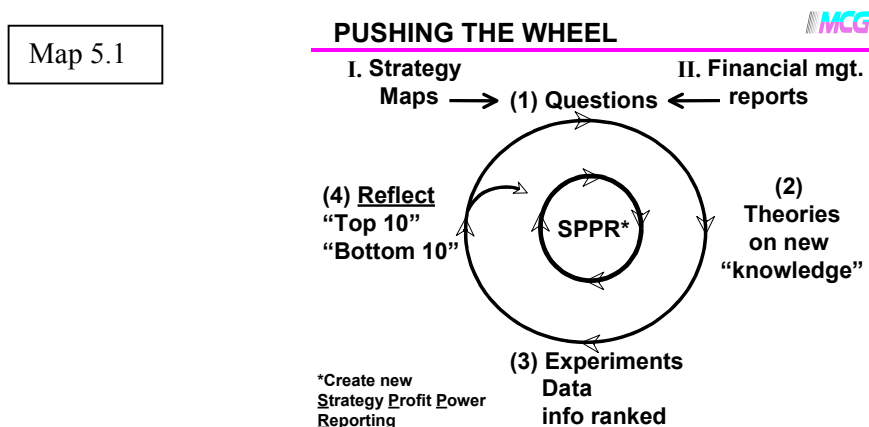 Map 5.1
PUSHING THE WHEEL
MCG
I. Strategy
Maps
II. Financial mgt.
reports
(1) Questions
(2)
Theories
on new
“knowledge”
(3) Experiments
Data
info ranked
(4) Reflect
“Top 10”
“Bottom 10”
SPPR*
*Create new
Strategy Profit Power
Reporting